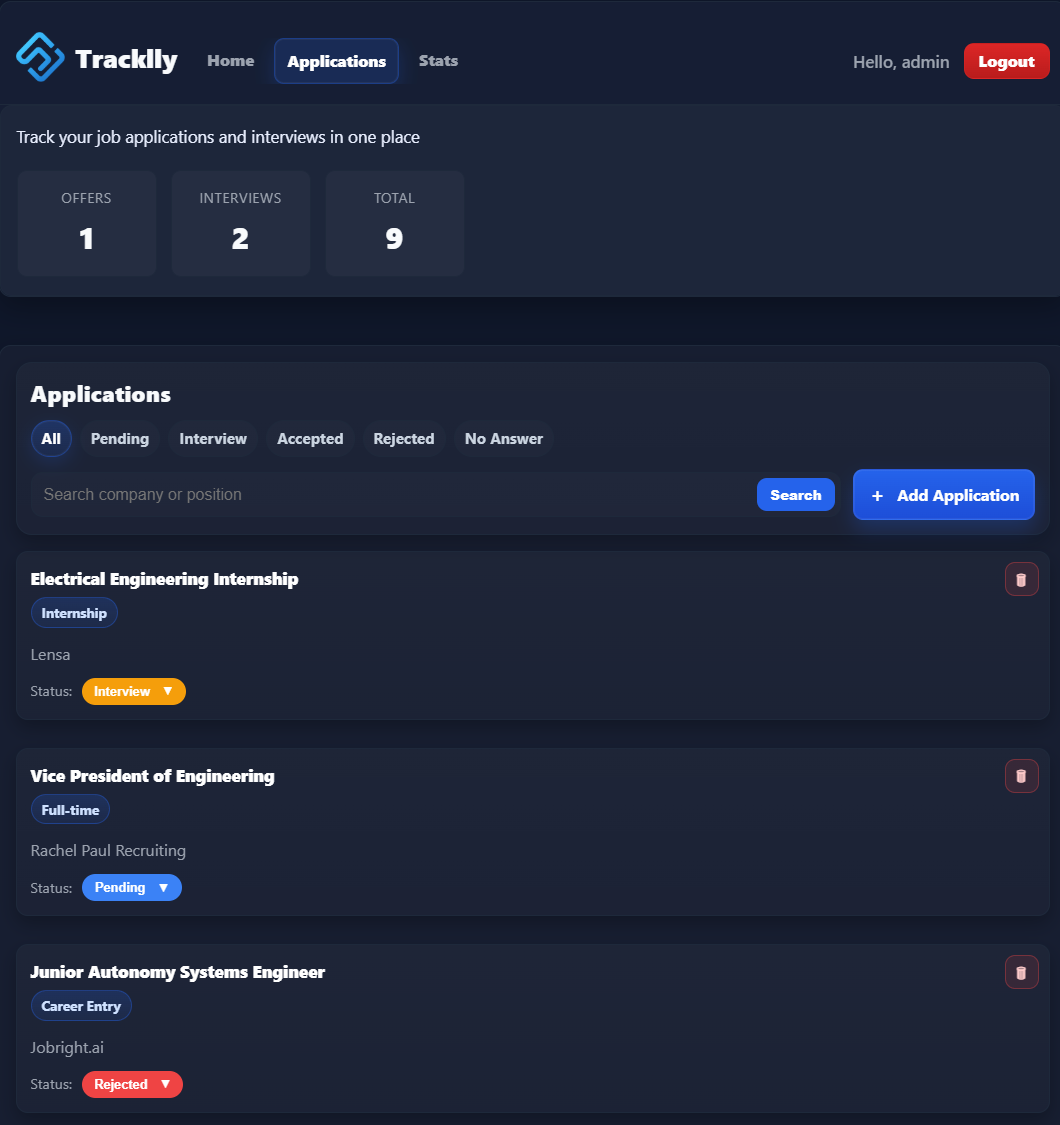 Tracklly Home Applications Stats Hello, admin Logout
Track your job applications and interviews in one place
OFFERS INTERVIEWS TOTAL
1 2 9
Applications
All Pending Interview Accepted Rejected No Answer
Search company or position Search + Add Application
Electrical Engineering Internship
Internship
Lensa
Status: Interview ▼
Vice President of Engineering
Full-time
Rachel Paul Recruiting
Status: Pending ▼
Junior Autonomy Systems Engineer
Career Entry
Jobright.ai
Status: Rejected ▼